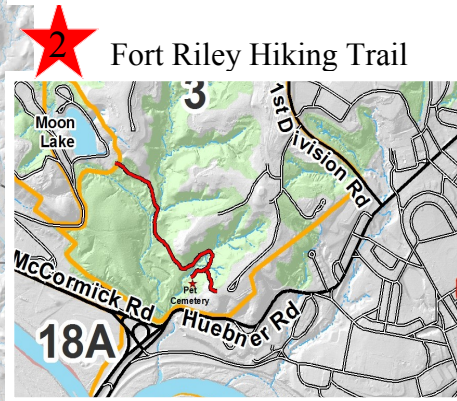 2
Fort Riley Hiking Trail
3
Moon
Lake
1st Division Rd
McCormick Rd
Pet
Cemetery
Huebner Rd
18A